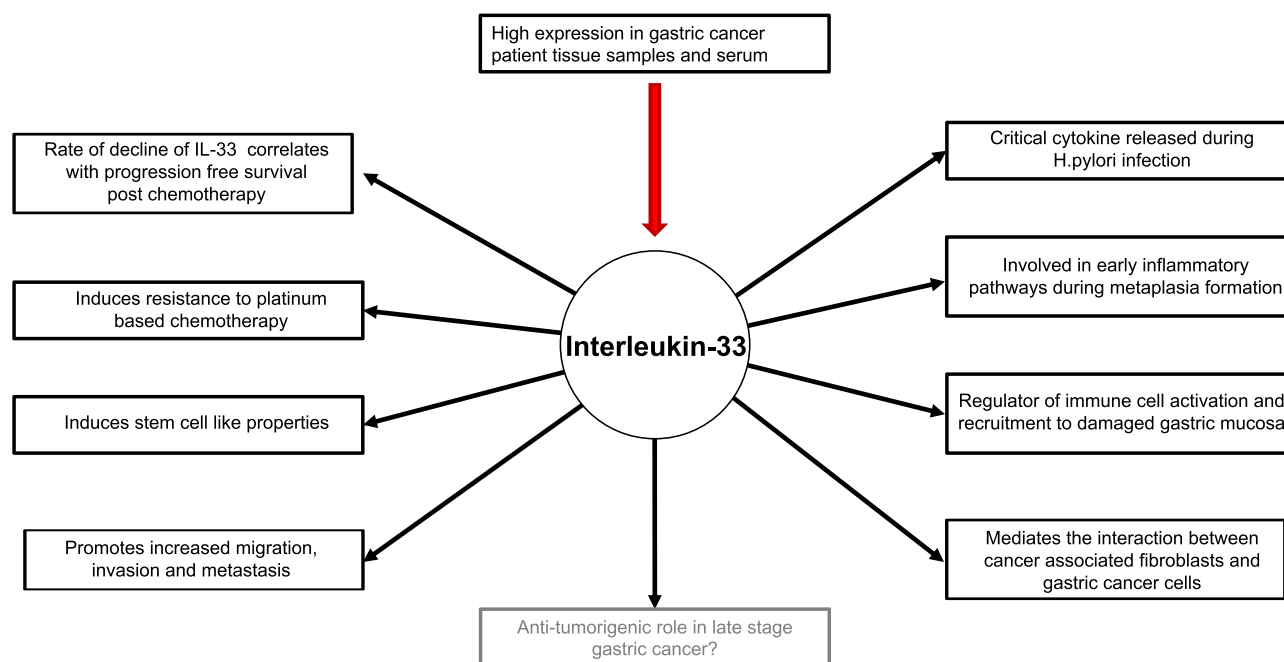 High expression in gastric cancer
patient tissue samples and serum
Rate of decline of IL-33 correlates
with progression free survival
post chemotherapy
Critical cytokine released during
H.pylori infection
Involved in early inflammatory
pathways during metaplasia formation
Induces resistance to platinum
based chemotherapy
Interleukin-33
Induces stem cell like properties
Regulator of immune cell activation and
recruitment to damaged gastric mucosa
Promotes increased migration,
invasion and metastasis
Mediates the interaction between
cancer associated fibroblasts and
gastric cancer cells
Anti-tumorigenic role in late stage
gastric cancer?